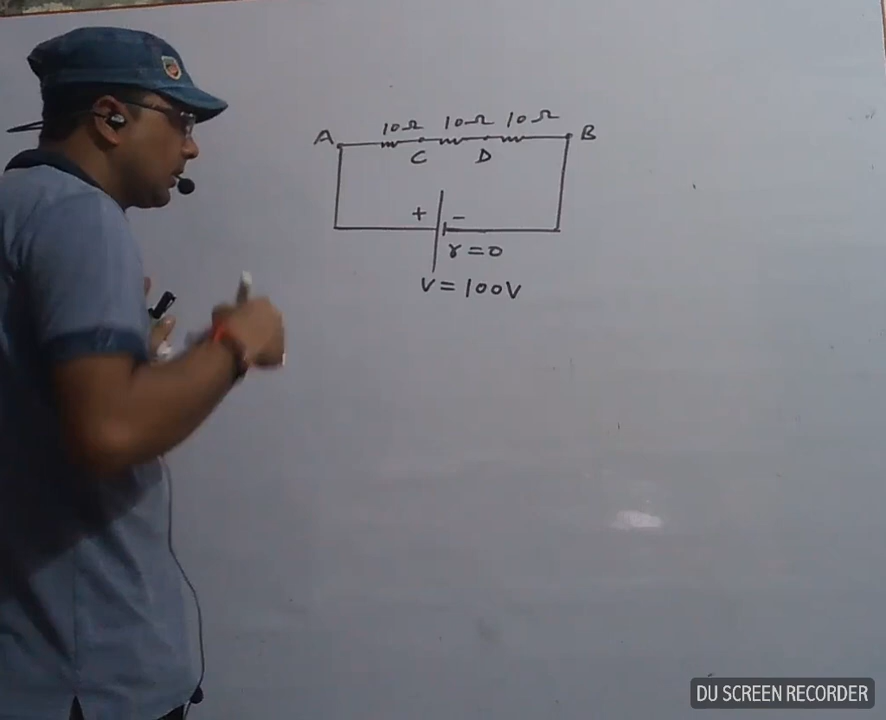 10Ω 10Ω 10Ω
A B
C D
+ -
r=0
V=100V
DU SCREEN RECORDER